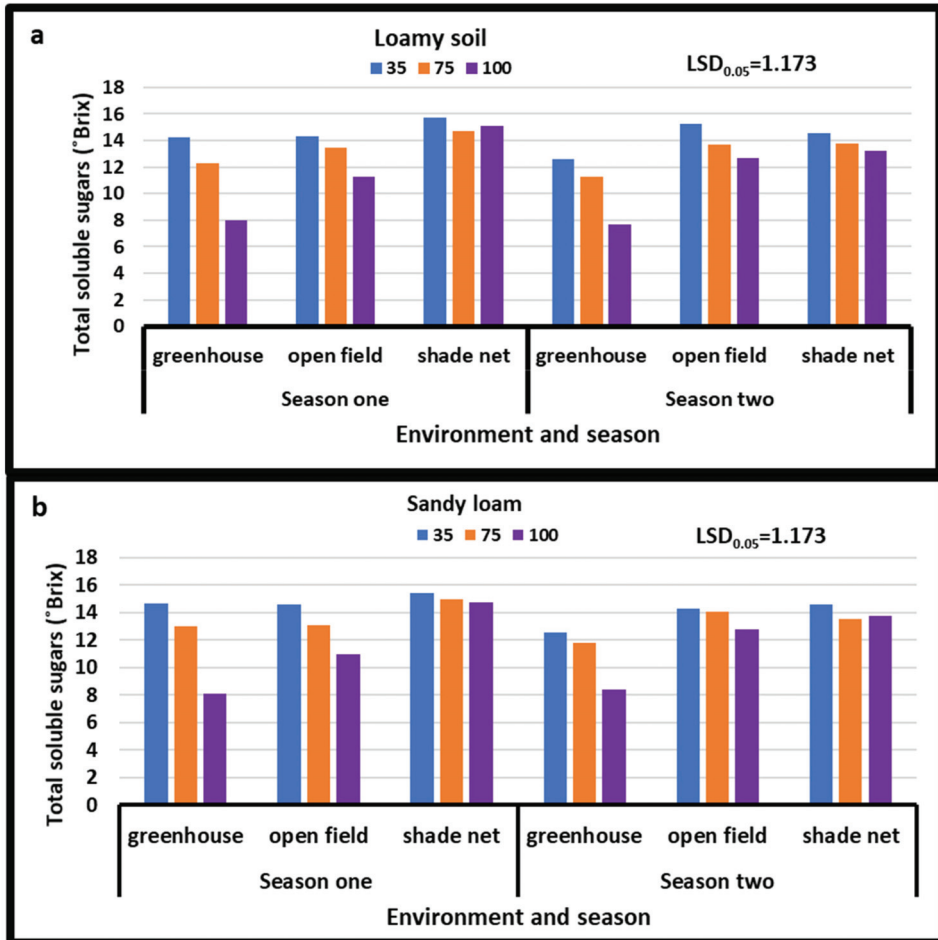 a
Loamy soil
35 75 100
LSD0.05=1.173
Total soluble sugars (°Brix)
18
16
14
12
10
8
6
4
2
0
greenhouse open field shade net greenhouse open field shade net
Season one Season two
Environment and season
b
Sandy loam
35 75 100
LSD0.05=1.173
Total soluble sugars (°Brix)
18
16
14
12
10
8
6
4
2
0
greenhouse open field shade net greenhouse open field shade net
Season one Season two
Environment and season